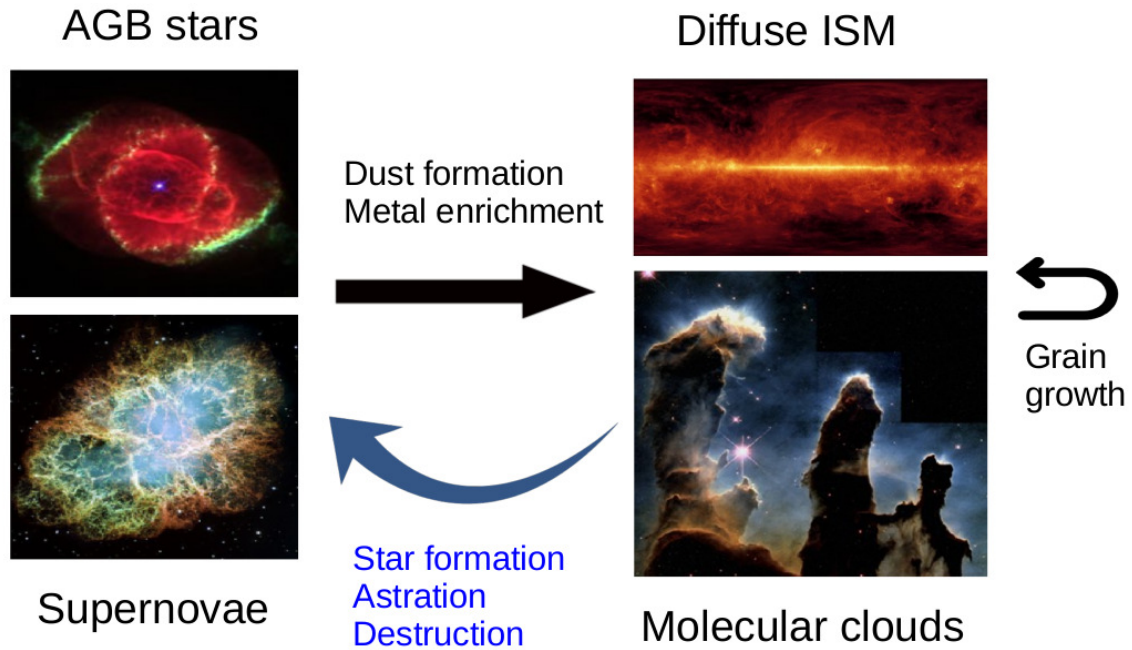 AGB stars
Diffuse ISM
Dust formation
Metal enrichment
Grain
growth
Star formation
Astration
Destruction
Supernovae
Molecular clouds